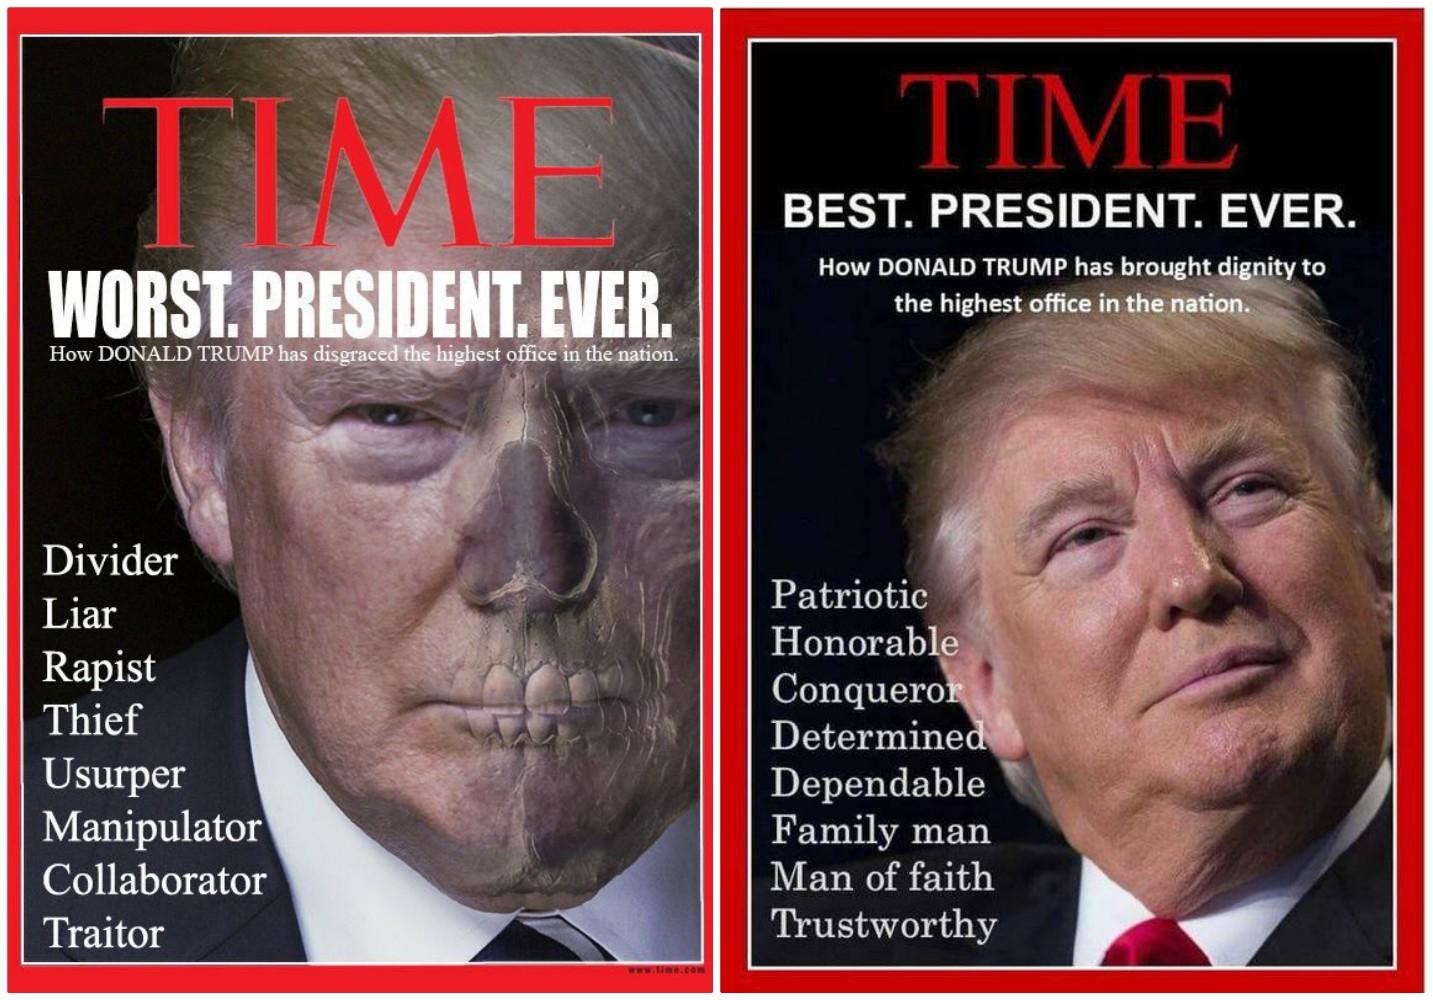 TIME
WORST. PRESIDENT. EVER.
How DONALD TRUMP has disgraced the highest office in the nation.
Divider
Liar
Rapist
Thief
Usurper
Manipulator
Collaborator
Traitor
www.time.com
TIME
BEST. PRESIDENT. EVER.
How DONALD TRUMP has brought dignity to
the highest office in the nation.
Patriotic
Honorable
Conqueror
Determined
Dependable
Family man
Man of faith
Trustworthy